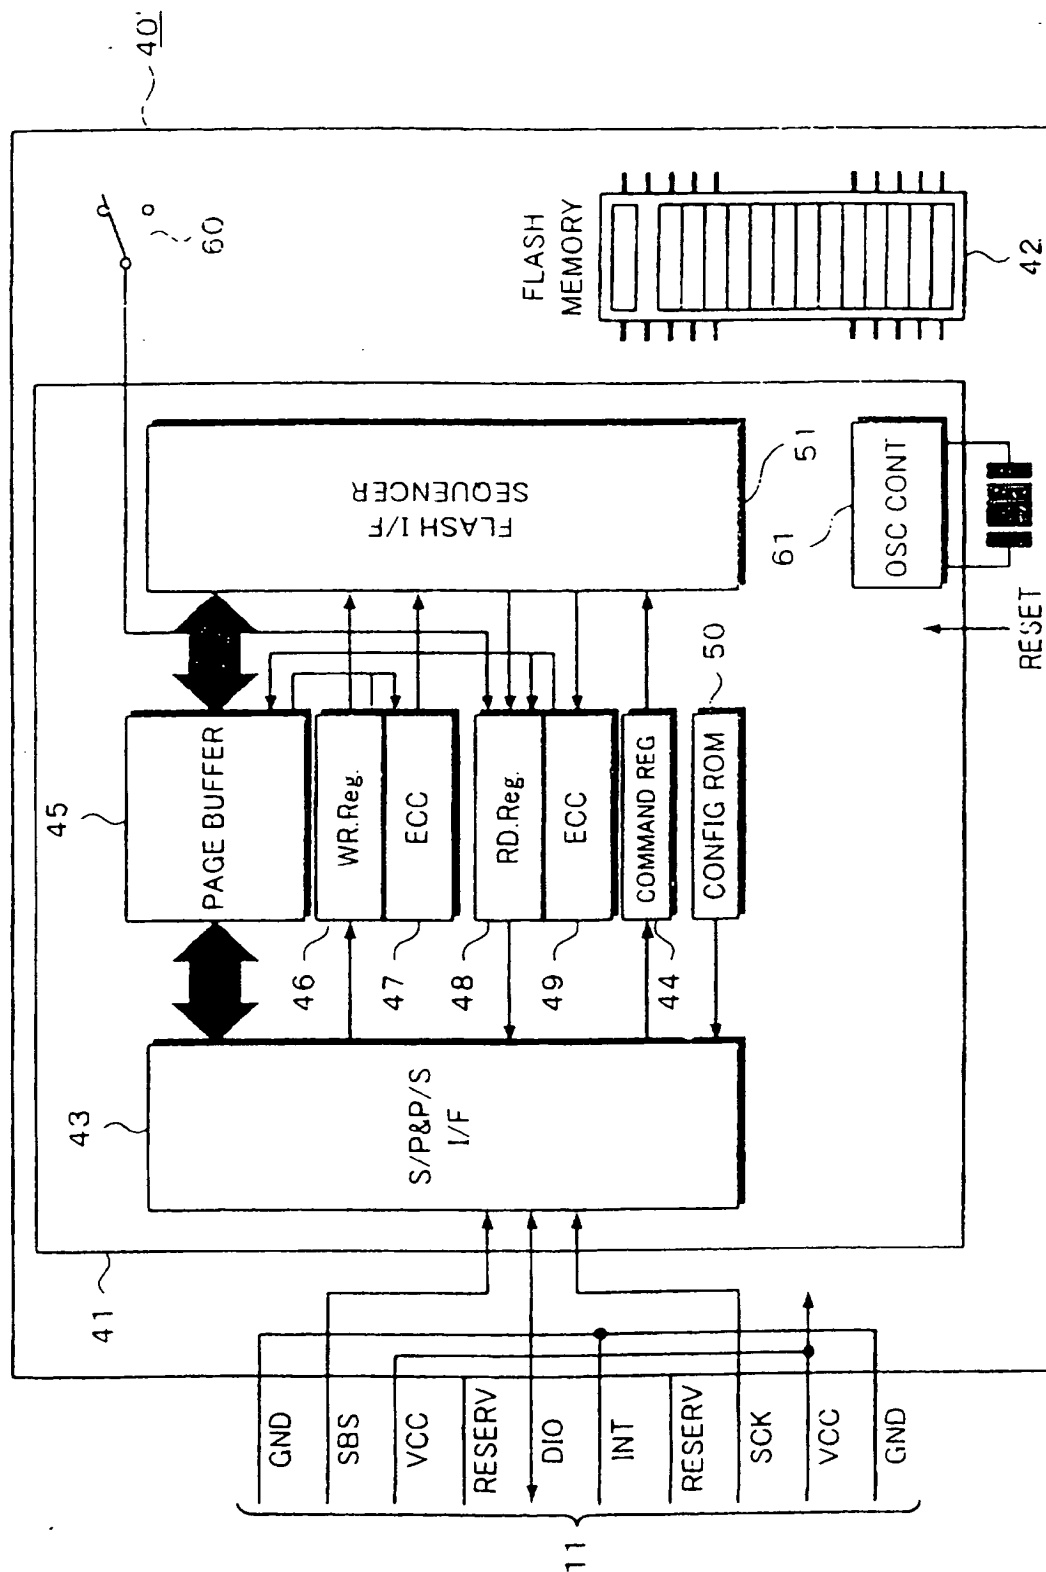 40'
60
FLASH
MEMORY
42
45
PAGE BUFFER
46
WR.Reg.
47
ECC
48
RD.Reg.
49
ECC
44
COMMAND REG
CONFIG ROM
50
FLASH I/F
SEQUENCER
51
61
OSC CONT
RESET
43
S/P&P/S
I/F
41
GND
SBS
VCC
RESERV
DIO
INT
RESERV
SCK
VCC
GND
11